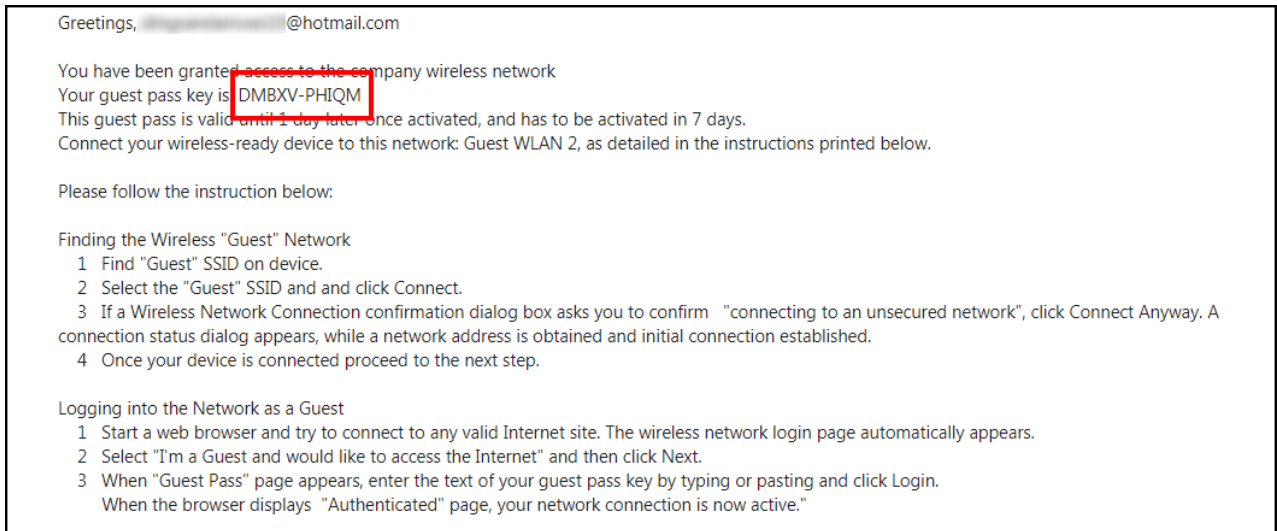 Greetings, @hotmail.com
You have been granted access to the company wireless network
Your guest pass key is DMBXV-PHIQM
This guest pass is valid until 1 day later once activated, and has to be activated in 7 days.
Connect your wireless-ready device to this network: Guest WLAN 2, as detailed in the instructions printed below.
Please follow the instruction below:
Finding the Wireless "Guest" Network
1 Find "Guest" SSID on device.
2 Select the "Guest" SSID and and click Connect.
3 If a Wireless Network Connection confirmation dialog box asks you to confirm "connecting to an unsecured network", click Connect Anyway. A
connection status dialog appears, while a network address is obtained and initial connection established.
4 Once your device is connected proceed to the next step.
Logging into the Network as a Guest
1 Start a web browser and try to connect to any valid Internet site. The wireless network login page automatically appears.
2 Select "I'm a Guest and would like to access the Internet" and then click Next.
3 When "Guest Pass" page appears, enter the text of your guest pass key by typing or pasting and click Login.
When the browser displays "Authenticated" page, your network connection is now active."